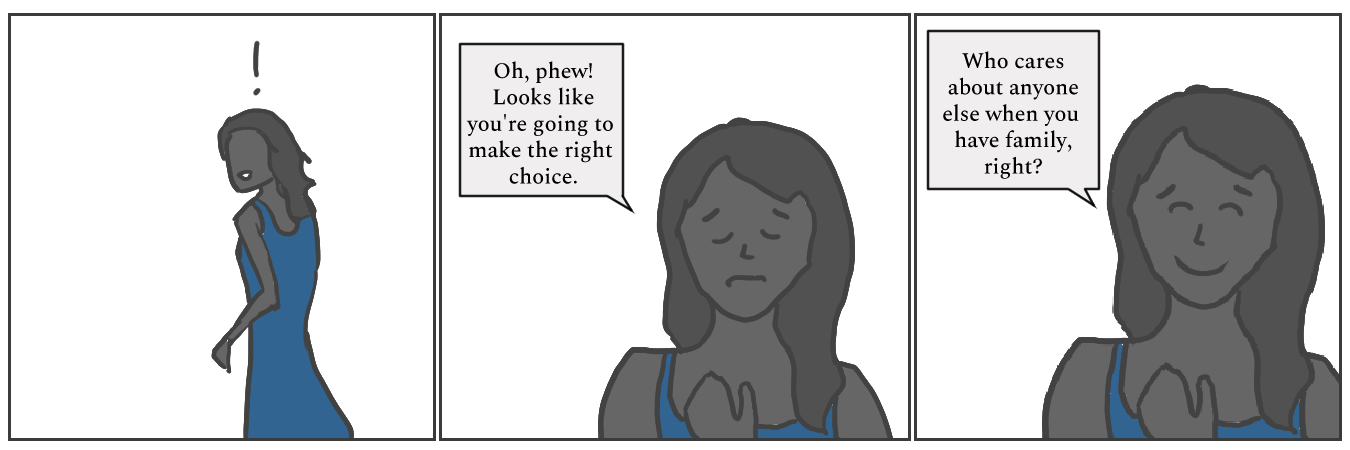 !
Oh, phew!
Looks like
you're going to
make the right
choice.
Who cares
about anyone
else when you
have family,
right?